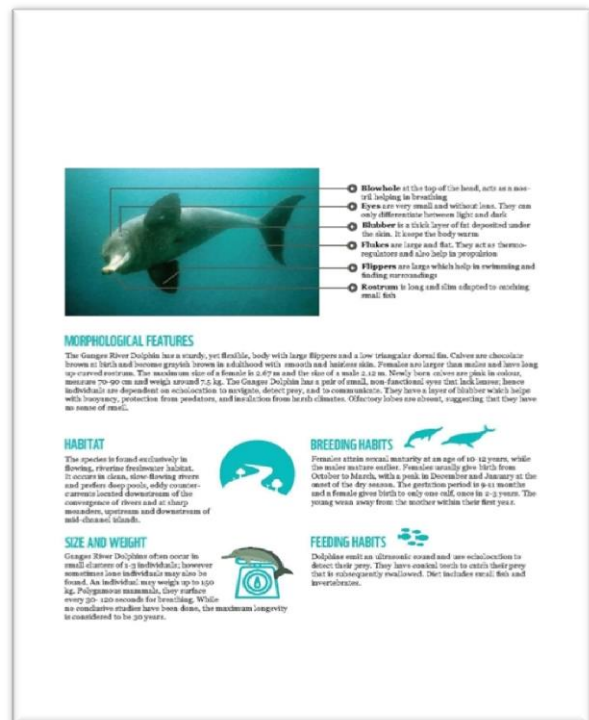 Blowhole at the top of the head, acts as a nos-
tril helping in breathing
Eyes are very small and without lens. They can
only differentiate between light and dark
Blubber is a thick layer of fat deposited under
the skin. It keeps the body warm
Flukes are large and flat. They act as thermo-
regulators and also help in propulsion
Flippers are large which help in swimming and
finding surroundings
Rostrum is long and slim adapted to catching
small fish
MORPHOLOGICAL FEATURES
The Ganges River Dolphin has a sturdy, yet flexible, body with large flippers and a low triangular dorsal fin. Calves are chocolate
brown at birth and become grayish brown in adulthood with smooth and hairless skin. Females are larger than males and have long
up-curved rostrum. The maximum size of a female is 2.67 m and the size of a male 2.12 m. Newly born calves are pink in colour,
measure 70-90 cm and weigh around 7.5 kg. The Ganges Dolphin has a pair of small, non-functional eyes that lack lenses; hence
individuals are dependent on echolocation to navigate, detect prey, and to communicate. They have a layer of blubber which helps
with buoyancy, protection from predators, and insulation from harsh climates. Olfactory lobes are absent, suggesting that they have
no sense of smell.
HABITAT
The species is found exclusively in
flowing, riverine freshwater habitat.
It occurs in clean, slow-flowing rivers
and prefers deep pools, eddy counter-
currents located downstream of the
convergence of rivers and at sharp
meanders, upstream and downstream of
mid-channel islands.
SIZE AND WEIGHT
Ganges River Dolphins often occur in
small clusters of 1-3 individuals; however
sometimes lone individuals may also be
found. An individual may weigh up to 150
kg. Polygamous mammals, they surface
every 30- 120 seconds for breathing. While
no conclusive studies have been done, the maximum longevity
is considered to be 30 years.
BREEDING HABITS
Females attain sexual maturity at an age of 10-12 years, while
the males mature earlier. Females usually give birth from
October to March, with a peak in December and January at the
onset of the dry season. The gestation period is 9-11 months
and a female gives birth to only one calf, once in 2-3 years. The
young wean away from the mother within their first year.
FEEDING HABITS
Dolphins emit an ultrasonic sound and use echolocation to
detect their prey. They have conical teeth to catch their prey
that is subsequently swallowed. Diet includes small fish and
invertebrates.